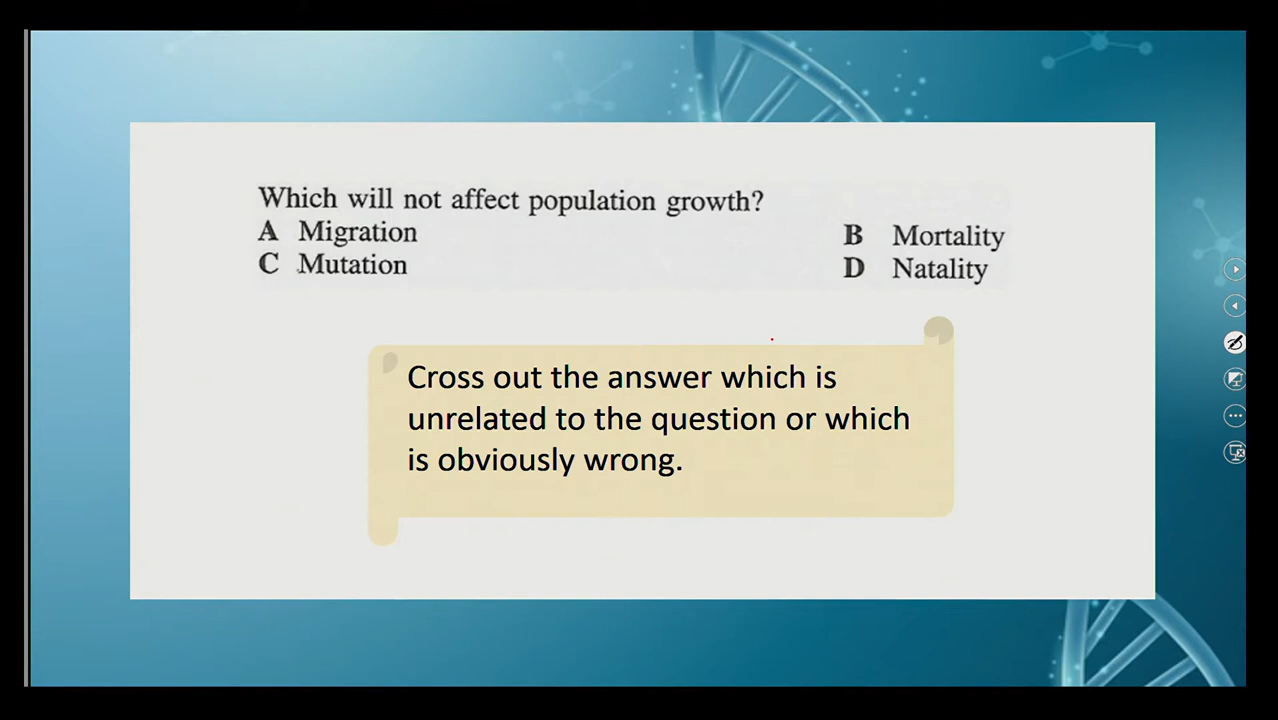 Which will not affect population growth?
A Migration B Mortality
C Mutation D Natality
Cross out the answer which is
unrelated to the question or which
is obviously wrong.